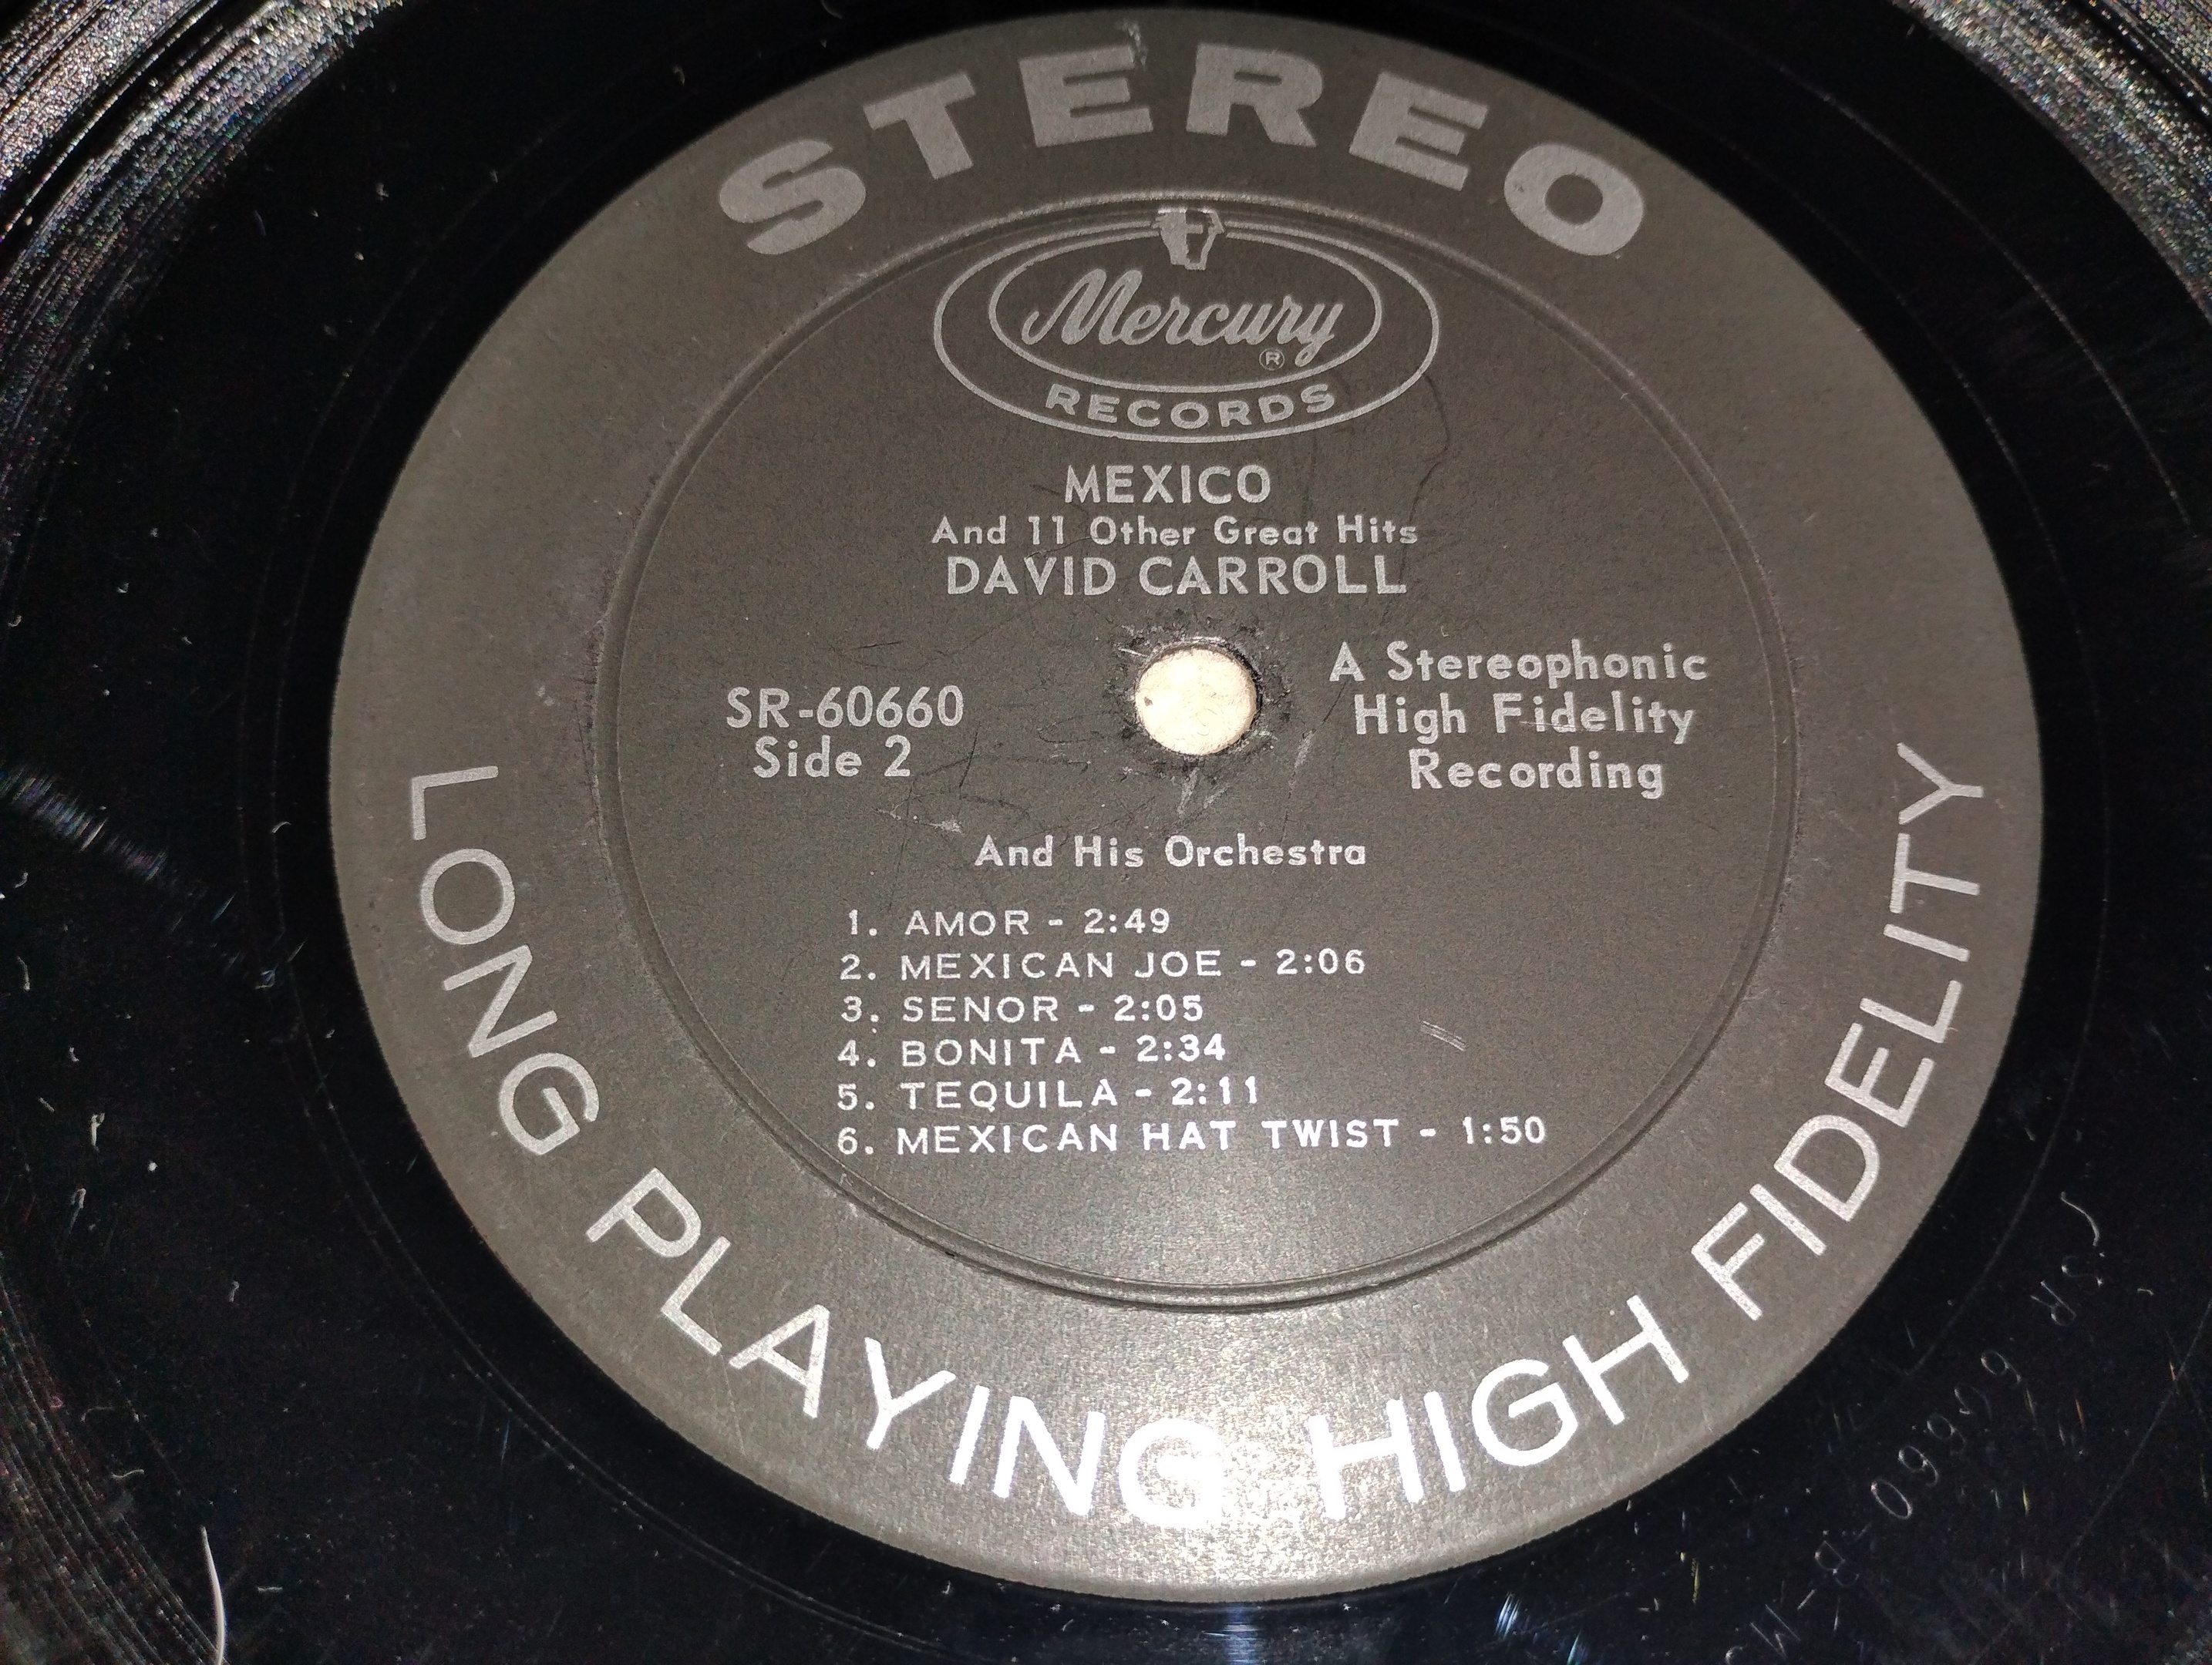 STEREO
Mercury
®
RECORDS
MEXICO
And 11 Other Great Hits
DAVID CARROLL
SR-60660
Side 2
A Stereophonic
High Fidelity
Recording
And His Orchestra
1. AMOR - 2:49
2. MEXICAN JOE - 2:06
3. SENOR - 2:05
4. BONITA - 2:34
5. TEQUILA - 2:11
6. MEXICAN HAT TWIST - 1:50
LONG PLAYING HIGH FIDELITY
SR 60660